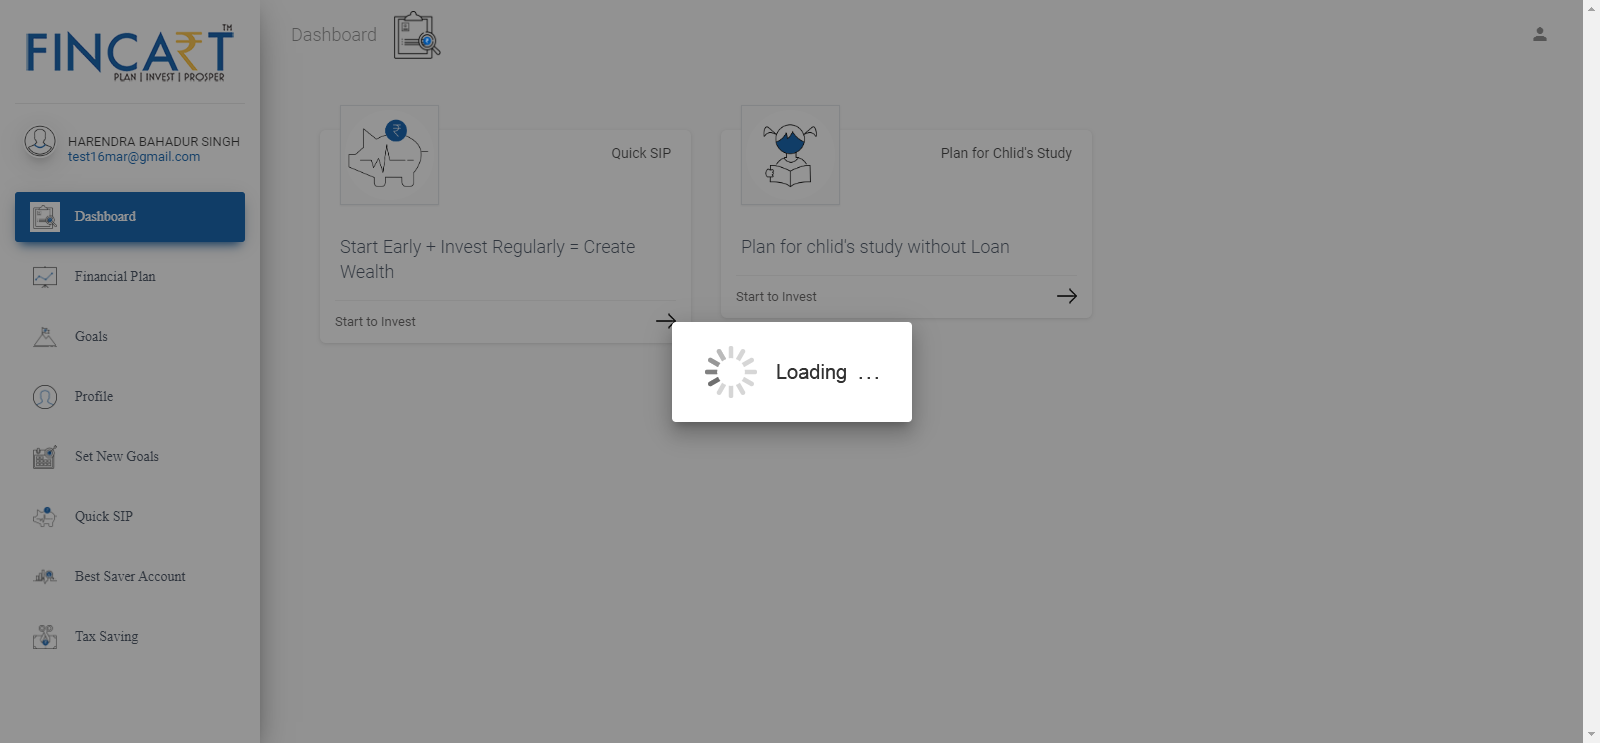 FINCART™
PLAN | INVEST | PROSPER
HARENDRA BAHADUR SINGH
test16mar@gmail.com
Dashboard
Financial Plan
Goals
Profile
Set New Goals
Quick SIP
Best Saver Account
Tax Saving
Dashboard
Quick SIP
Start Early + Invest Regularly = Create
Wealth
Start to Invest
Plan for Chlid's Study
Plan for chlid's study without Loan
Start to Invest
Loading ...